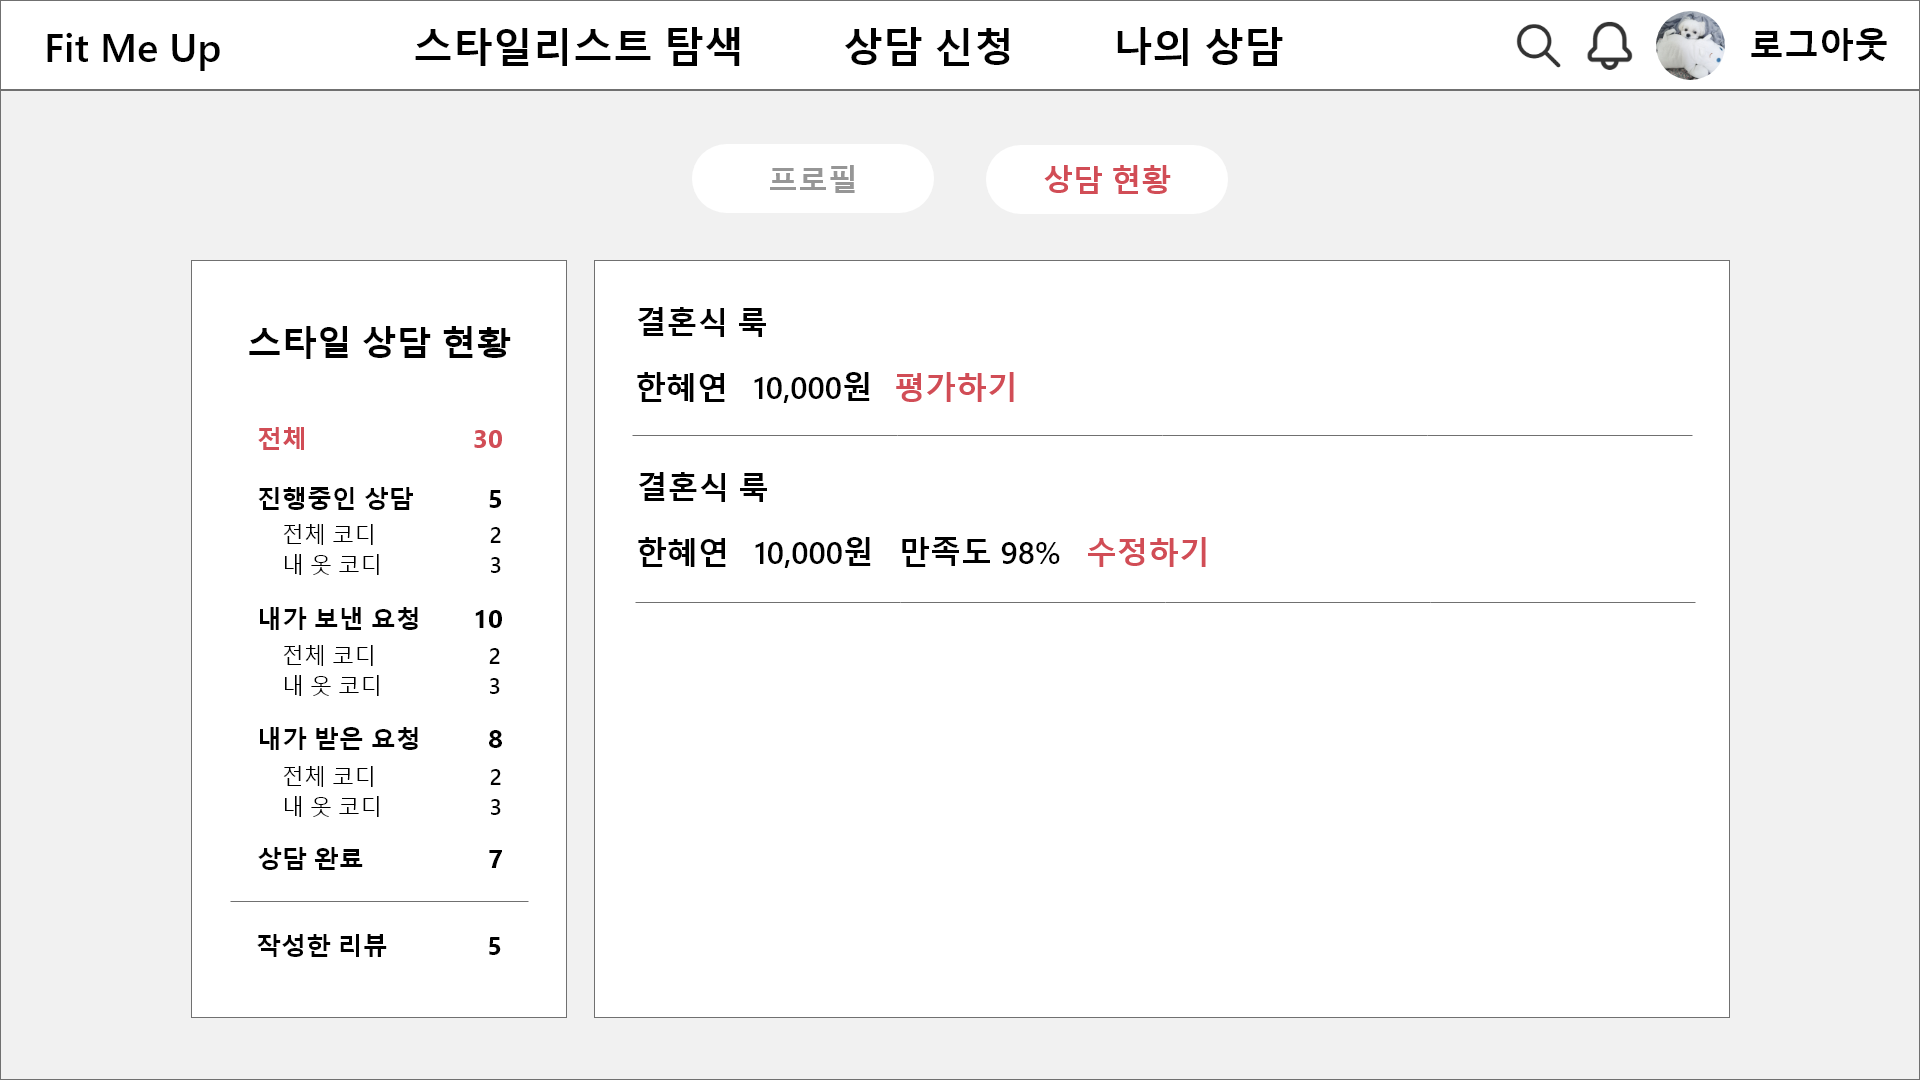 Fit Me Up 스타일리스트 탐색 상담 신청 나의 상담 로그아웃
프로필 상담 현황
스타일 상담 현황
전체 30
진행중인 상담 5
전체 코디 2
내 옷 코디 3
내가 보낸 요청 10
전체 코디 2
내 옷 코디 3
내가 받은 요청 8
전체 코디 2
내 옷 코디 3
상담 완료 7
작성한 리뷰 5
결혼식 룩
한혜연 10,000원 평가하기
결혼식 룩
한혜연 10,000원 만족도 98% 수정하기